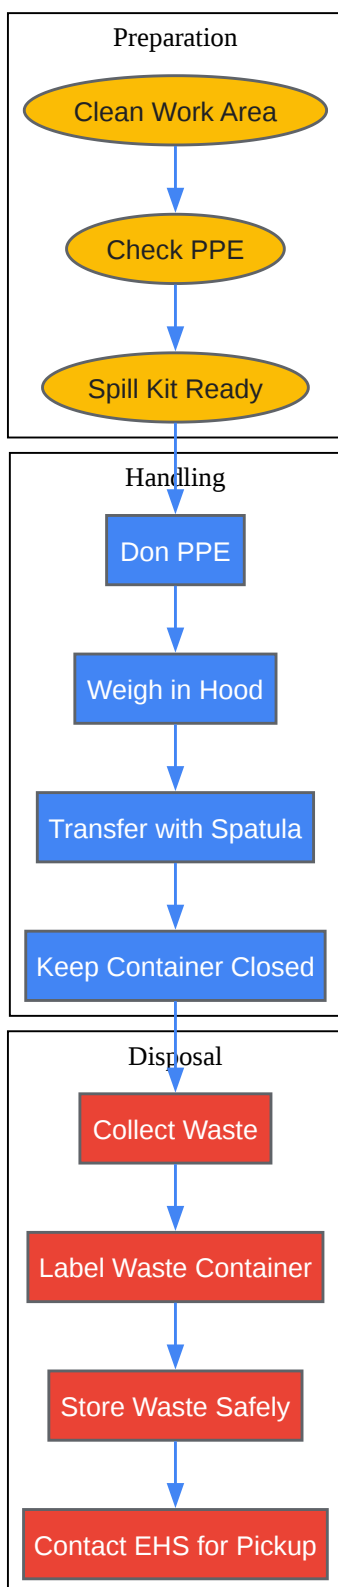 Preparation
Clean Work Area
Check PPE
Spill Kit Ready
Handling
Don PPE
Weigh in Hood
Transfer with Spatula
Keep Container Closed
Disposal
Collect Waste
Label Waste Container
Store Waste Safely
Contact EHS for Pickup